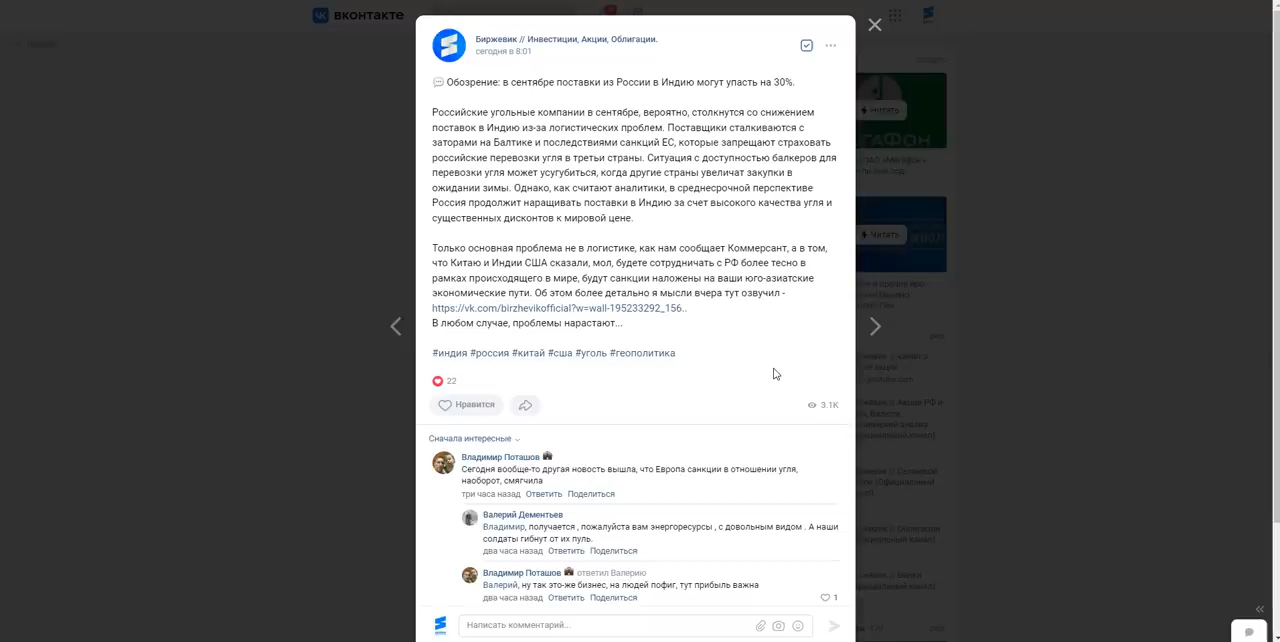 вконтакте
Биржевик // Инвестиции, Акции, Облигации.
сегодня в 8:01
Обозрение: в сентябре поставки из России в Индию могут упасть на 30%.
Российские угольные компании в сентябре, вероятно, столкнутся со снижением
поставок в Индию из-за логистических проблем. Поставщики сталкиваются с
заторами на Балтике и последствиями санкций ЕС, которые запрещают страховать
российские перевозки угля в третьи страны. Ситуация с доступностью балкеров для
перевозки угля может усугубиться, когда другие страны увеличат закупки в
ожидании зимы. Однако, как считают аналитики, в среднесрочной перспективе
Россия продолжит наращивать поставки в Индию за счет высокого качества угля и
существенных дисконтов к мировой цене.
Только основная проблема не в логистике, как нам сообщает Коммерсант, а в том,
что Китаю и Индии США сказали, мол, будете сотрудничать с РФ более тесно в
рамках происходящего в мире, будут санкции наложены на ваши юго-азиатские
экономические пути. Об этом более детально я мысли вчера тут озвучил -
https://vk.com/birzhevikofficial?w=wall-195233292_156..
В любом случае, проблемы нарастают...
#индия #россия #китай #сша #уголь #геополитика
22
Нравится
3.1K
Сначала интересные
Владимир Поташов
Сегодня вообще-то другая новость вышла, что Европа санкции в отношении угля,
наоборот, смягчила
три часа назад Ответить Поделиться
Валерий Дементьев
Владимир, получается , пожалуйста вам энергоресурсы , с довольным видом . А наши
солдаты гибнут от их пуль.
два часа назад Ответить Поделиться
Владимир Поташов ответил Валерию
Валерий, ну так это-же бизнес, на людей пофиг, тут прибыль важна
два часа назад Ответить Поделиться
1
Написать комментарий...
Читать
Читать